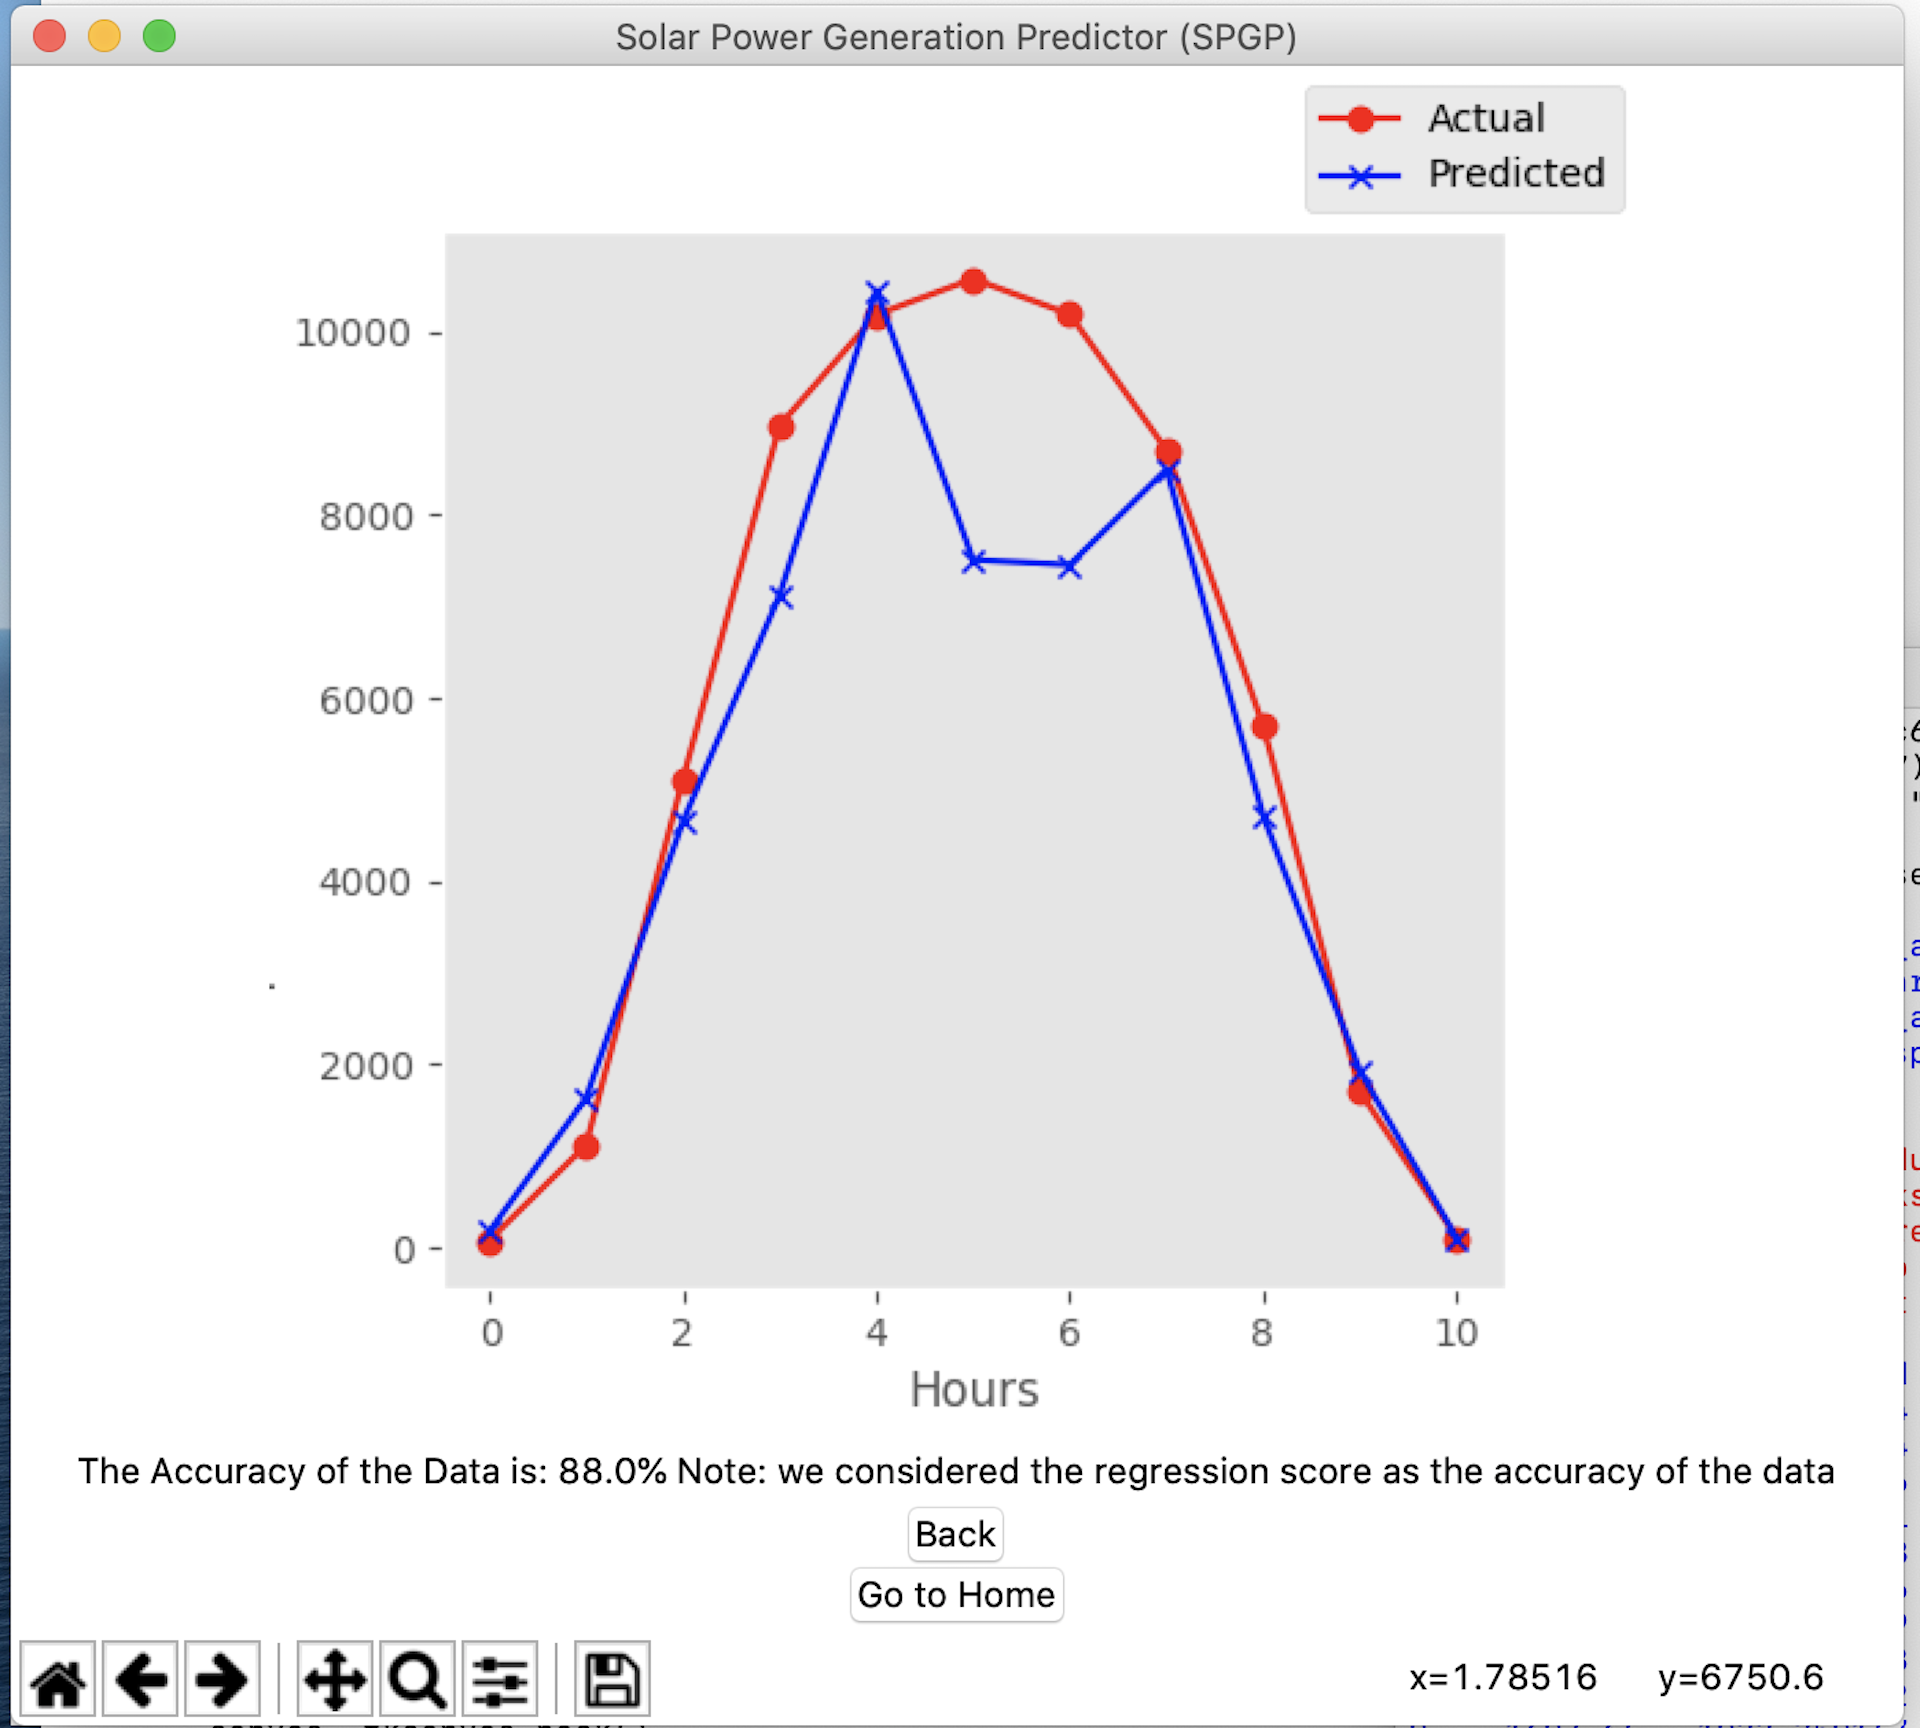 Solar Power Generation Predictor (SPGP)
Actual
Predicted
10000
8000
6000
4000
2000
0
0 2 4 6 8 10
Hours
The Accuracy of the Data is: 88.0% Note: we considered the regression score as the accuracy of the data
Back
Go to Home
x=1.78516 y=6750.6